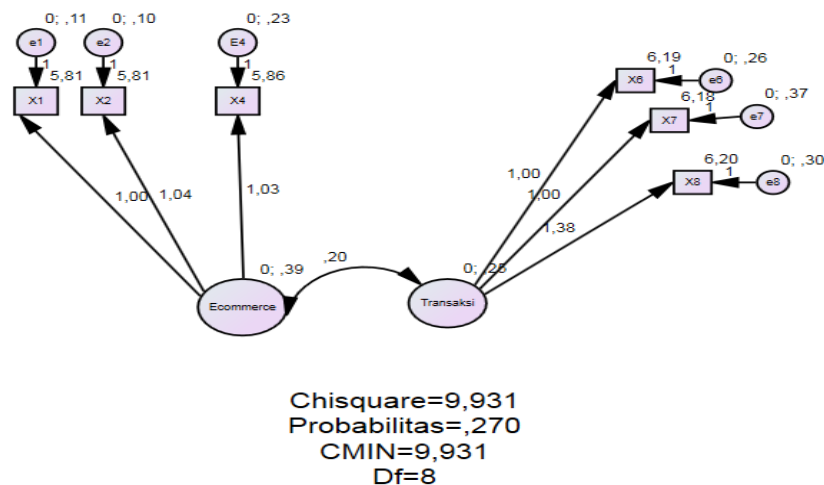 0; ,11
0; ,10
0; ,23
e1
e2
E4
1
1
1
5,81
5,81
5,86
X1
X2
X4
6,19
0; ,26
X6
1
e6
6,18
0; ,37
X7
1
e7
6,20
0; ,30
X8
1
e8
1,00
1,04
1,03
1,00
1,00
1,38
0; ,39
,20
Ecommerce
Transaksi
Chisquare=9,931
Probabilitas=,270
CMIN=9,931
Df=8